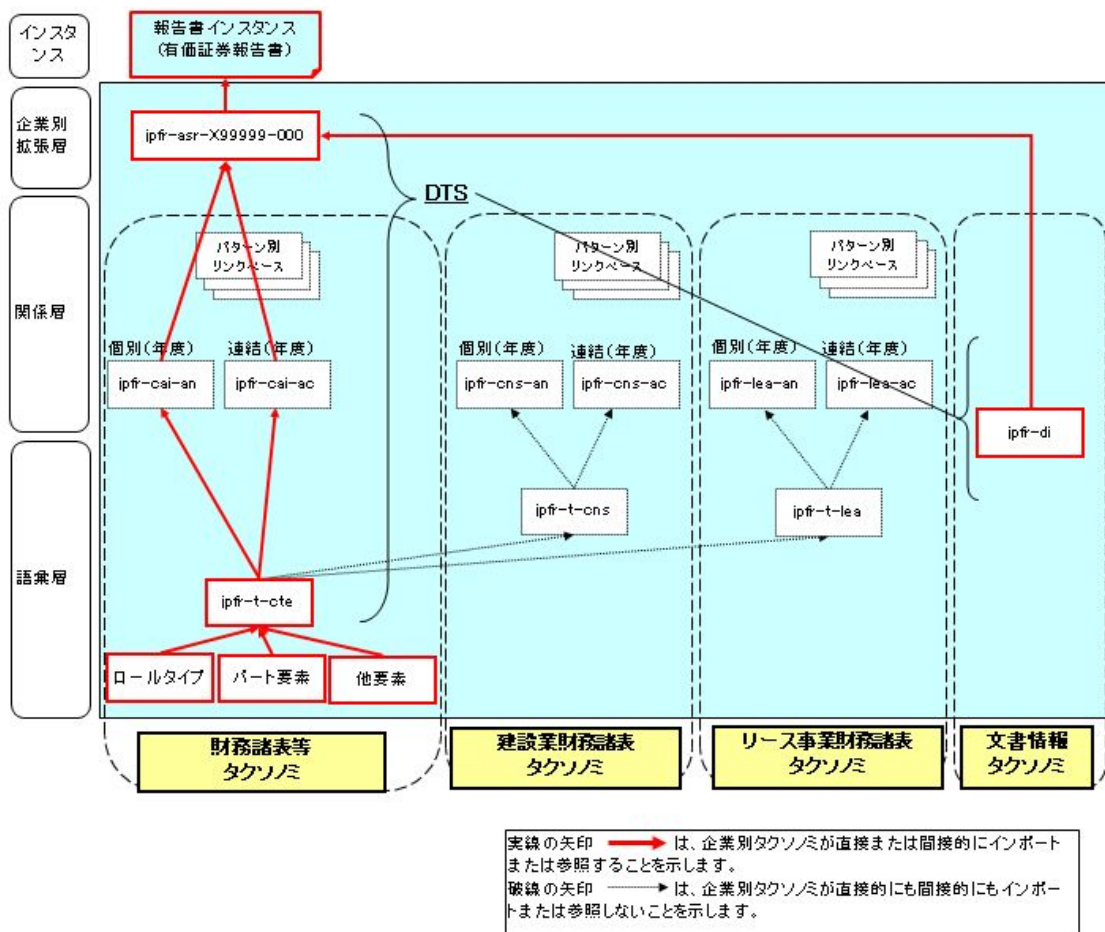 インスタ
ンス
報告書インスタンス
(有価証券報告書)
企業別
拡張層
jpfr-asr-X99999-000
DTS
関係層
パターン別
リンクベース
個別(年度)
連結(年度)
jpfr-cai-an
jpfr-cai-ac
パターン別
リンクベース
個別(年度)
連結(年度)
jpfr-cns-an
jpfr-cns-ac
パターン別
リンクベース
個別(年度)
連結(年度)
jpfr-lea-an
jpfr-lea-ac
jpfr-di
語彙層
jpfr-t-cns
jpfr-t-lea
jpfr-t-cte
ロールタイプ
パート要素
他要素
財務諸表等
タクソノミ
建設業財務諸表
タクソノミ
リース事業財務諸表
タクソノミ
文書情報
タクソノミ
実線の矢印 は、企業別タクソノミが直接または間接的にインポート
または参照することを示します。
破線の矢印 は、企業別タクソノミが直接的にも間接的にもインポー
トまたは参照しないことを示します。